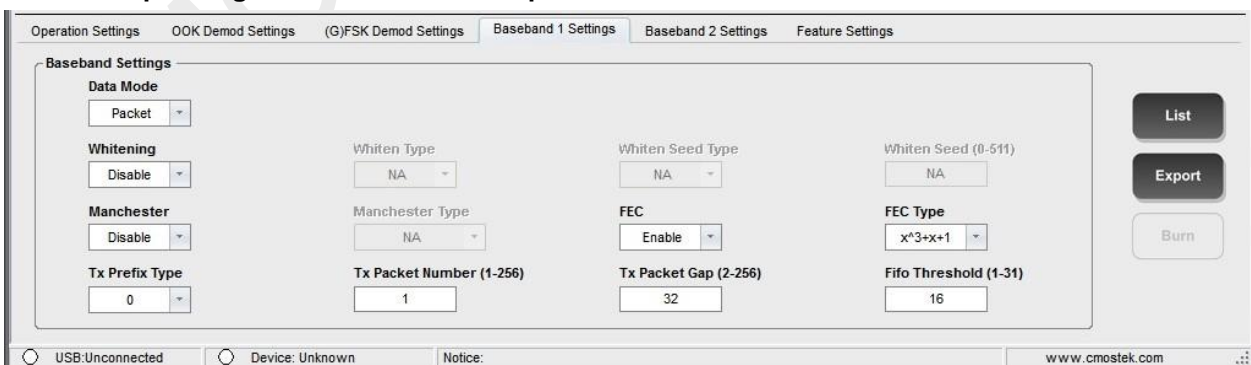 Operation Settings OOK Demod Settings (G)FSK Demod Settings Baseband 1 Settings Baseband 2 Settings Feature Settings
Baseband Settings
Data Mode
Packet
List
Whitening Whiten Type Whiten Seed Type Whiten Seed (0-511)
Disable NA NA NA
Export
Manchester Manchester Type FEC FEC Type
Disable NA Enable x^3+x+1
Burn
Tx Prefix Type Tx Packet Number (1-256) Tx Packet Gap (2-256) Fifo Threshold (1-31)
0 1 32 16
USB:Unconnected Device: Unknown Notice: www.cmostek.com